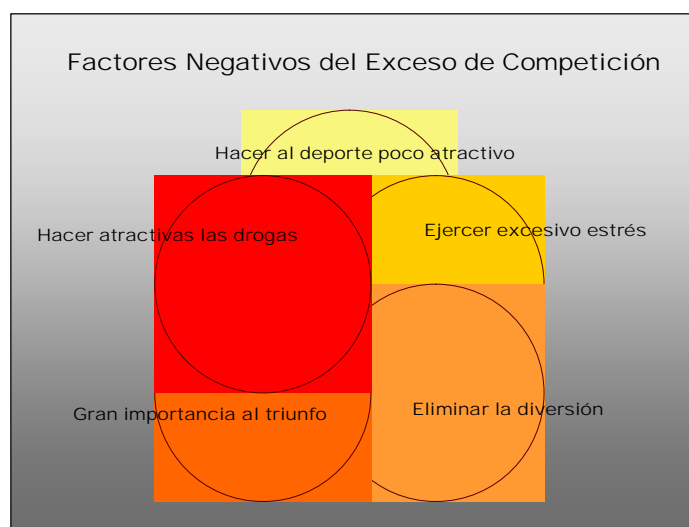 Factores Negativos del Exceso de Competición
Hacer al deporte poco atractivo
Ejercer excesivo estrés
Hacer atractivas las drogas
Eliminar la diversión
Gran importancia al triunfo